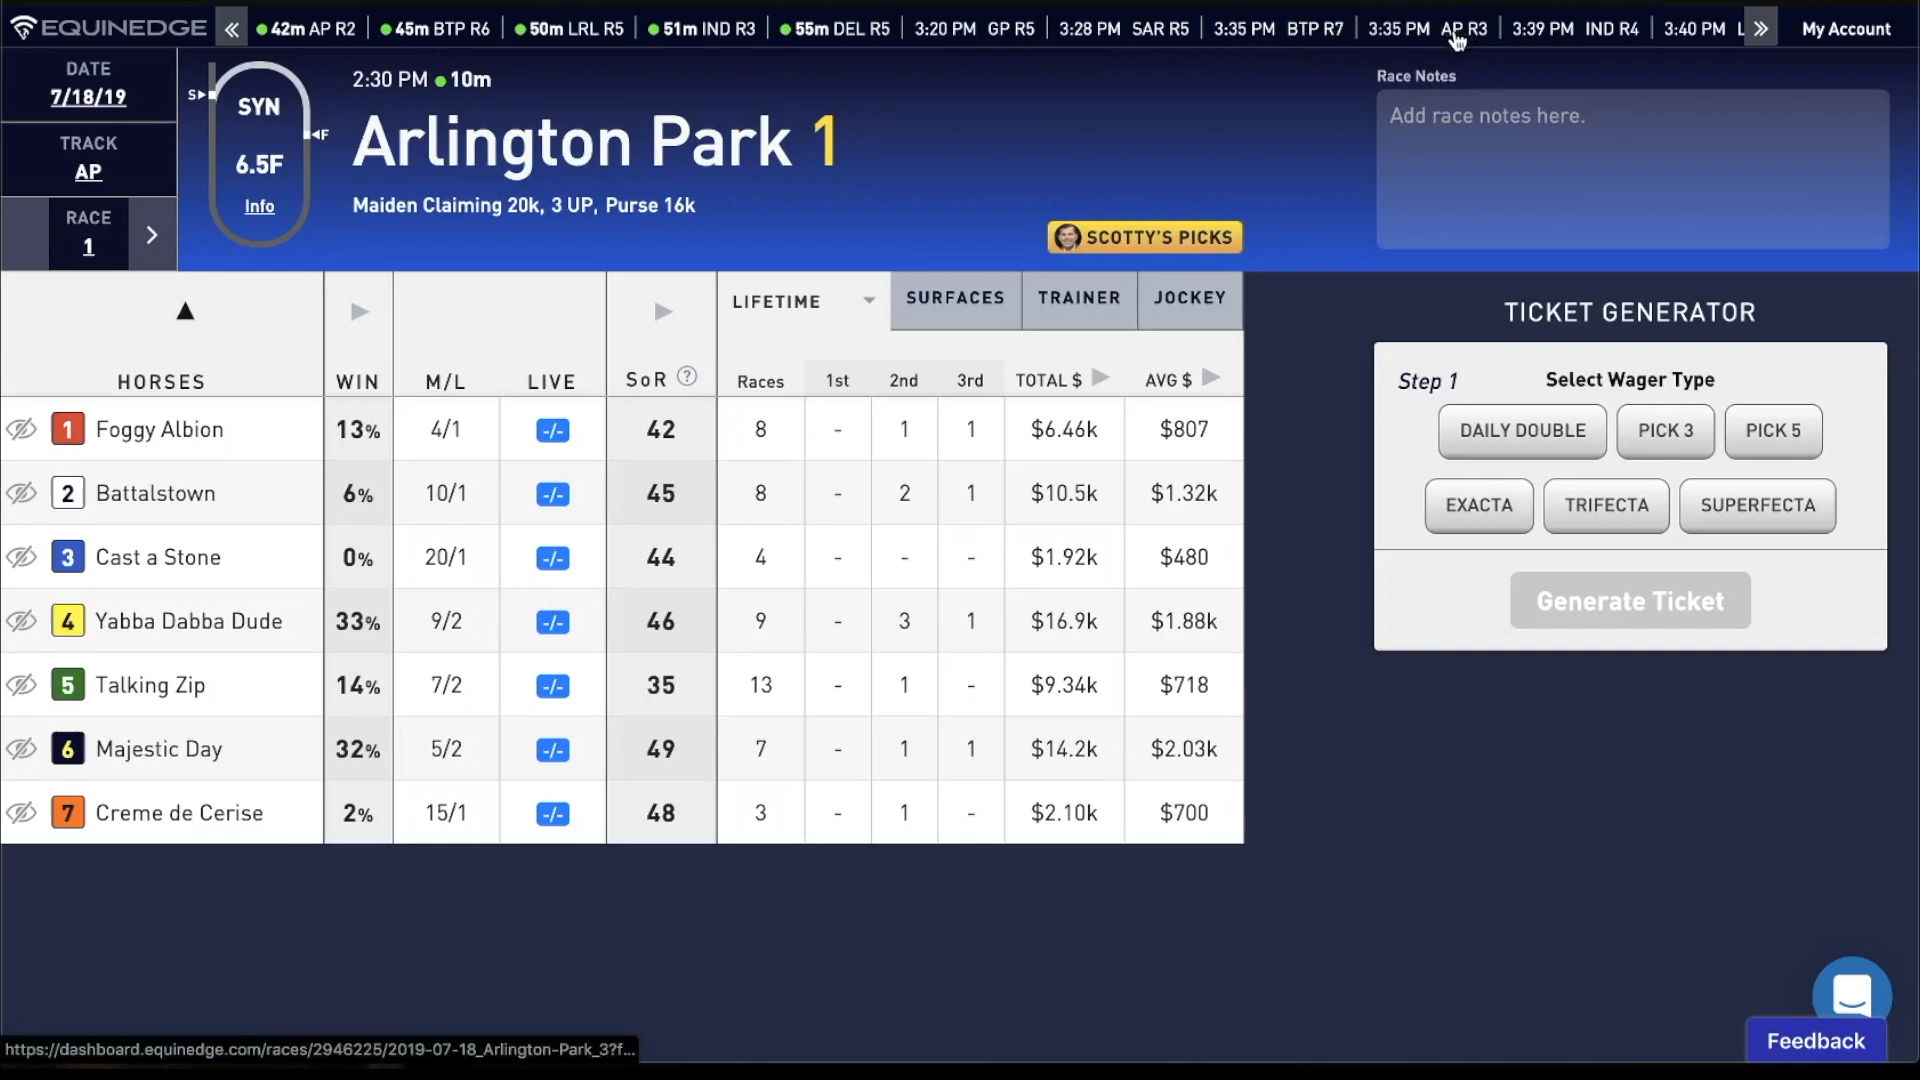 EQUINEDGE « 42m AP R2 45m BTP R6 50m LRL R5 51m IND R3 55m DEL R5 3:20 PM GP R5 3:28 PM SAR R5 3:35 PM BTP R7 3:35 PM AP R3 3:39 PM IND R4 3:40 PM L » My Account
DATE
7/18/19
TRACK
AP
RACE
1
S
SYN
F
6.5F
Info
2:30 PM 10m
Arlington Park 1
Maiden Claiming 20k, 3 UP, Purse 16k
SCOTTY'S PICKS
Race Notes
Add race notes here.
LIFETIME SURFACES TRAINER JOCKEY
HORSES WIN M/L LIVE SoR ? Races 1st 2nd 3rd TOTAL $ AVG $
1 Foggy Albion 13% 4/1 -/- 42 8 - 1 1 $6.46k $807
2 Battalstown 6% 10/1 -/- 45 8 - 2 1 $10.5k $1.32k
3 Cast a Stone 0% 20/1 -/- 44 4 - - - $1.92k $480
4 Yabba Dabba Dude 33% 9/2 -/- 46 9 - 3 1 $16.9k $1.88k
5 Talking Zip 14% 7/2 -/- 35 13 - 1 - $9.34k $718
6 Majestic Day 32% 5/2 -/- 49 7 - 1 1 $14.2k $2.03k
7 Creme de Cerise 2% 15/1 -/- 48 3 - 1 - $2.10k $700
TICKET GENERATOR
Step 1 Select Wager Type
DAILY DOUBLE PICK 3 PICK 5
EXACTA TRIFECTA SUPERFECTA
Generate Ticket
Feedback
https://dashboard.equinedge.com/races/2946225/2019-07-18_Arlington-Park_3?f...